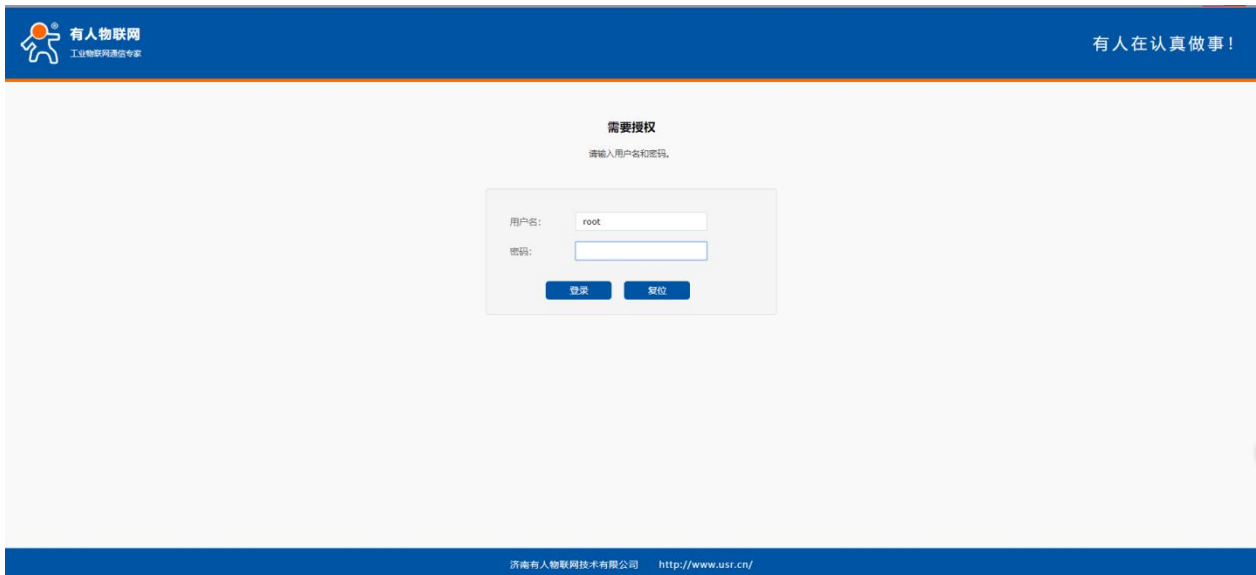 有人物联网
工业物联网通信专家
有人在认真做事!
需要授权
请输入用户名和密码。
用户名: root
密码:
登录 复位
济南有人物联网技术有限公司 http://www.usr.cn/